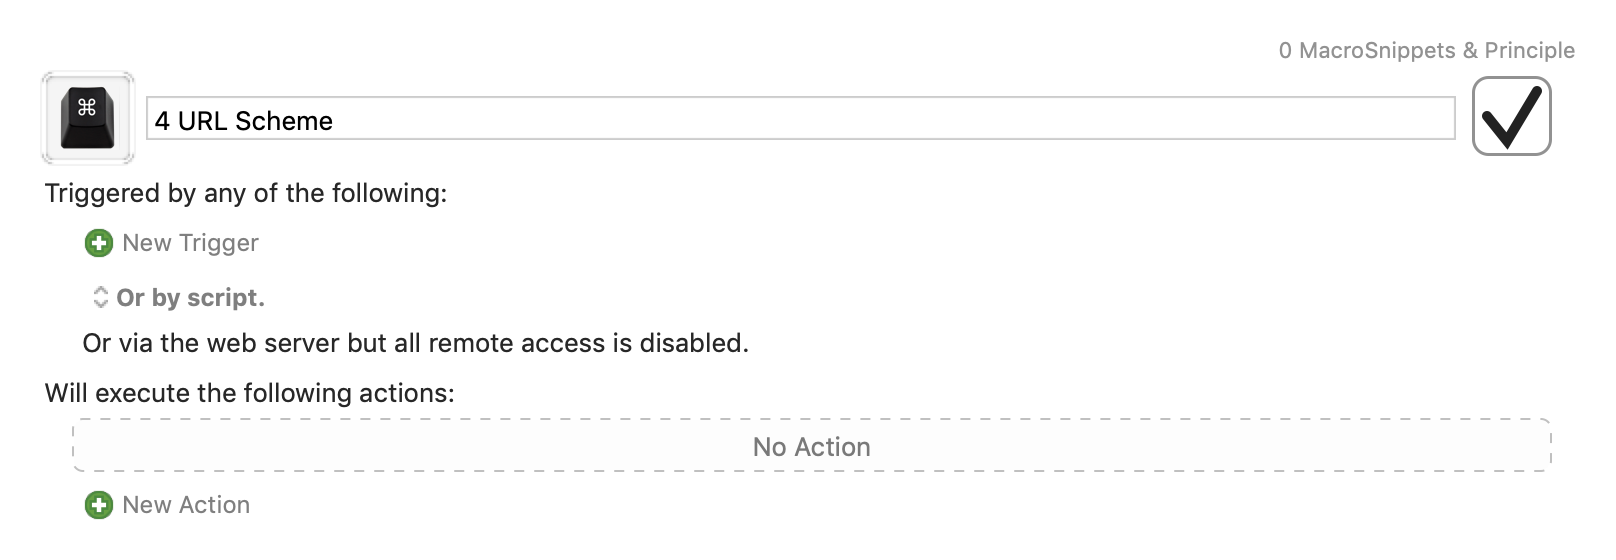 0 MacroSnippets & Principle
⌘
4 URL Scheme
Triggered by any of the following:
New Trigger
Or by script.
Or via the web server but all remote access is disabled.
Will execute the following actions:
No Action
New Action